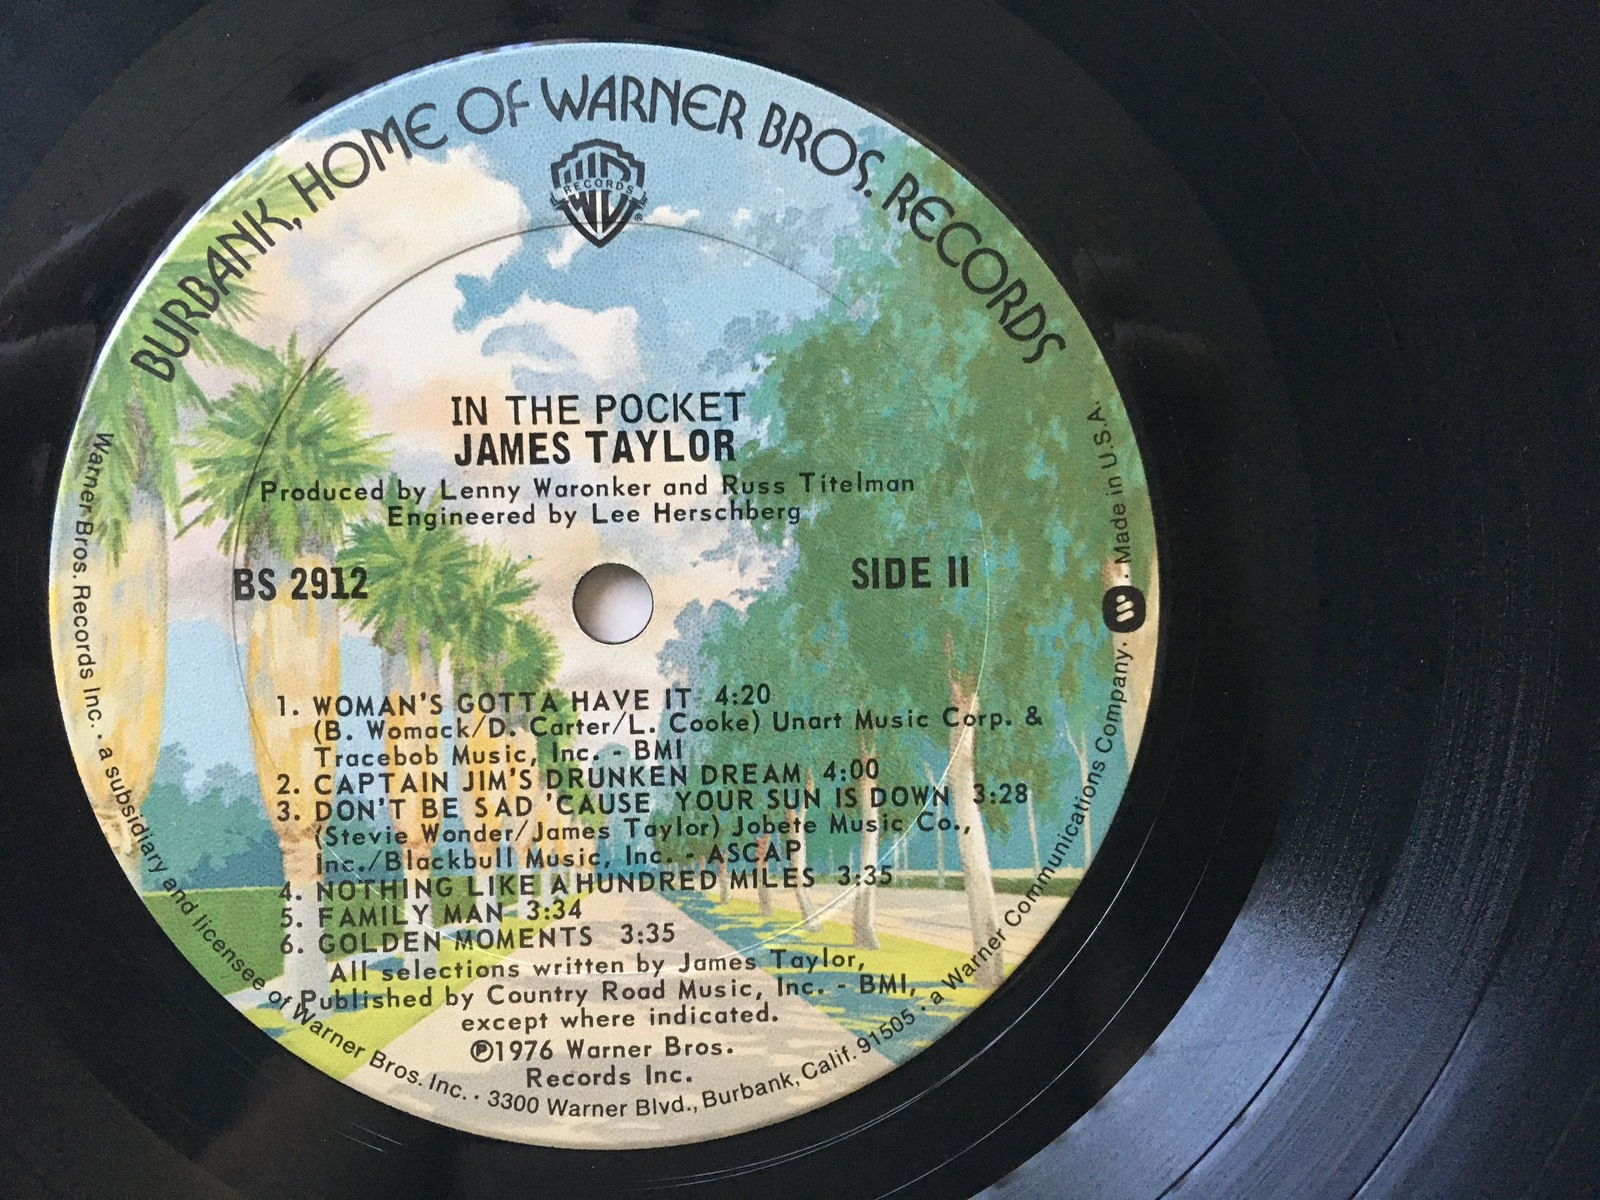 BURBANK, HOME OF WARNER BROS. RECORDS
RECORDS
IN THE POCKET
JAMES TAYLOR
Produced by Lenny Waronker and Russ Titelman
Engineered by Lee Herschberg
BS 2912
SIDE II
1. WOMAN'S GOTTA HAVE IT 4:20
(B. Womack/D. Carter/L. Cooke) Unart Music Corp. &
Tracebob Music, Inc. - BMI
2. CAPTAIN JIM'S DRUNKEN DREAM 4:00
3. DON'T BE SAD 'CAUSE YOUR SUN IS DOWN 3:28
(Stevie Wonder/James Taylor) Jobete Music Co.,
Inc./Blackbull Music, Inc. - ASCAP
4. NOTHING LIKE A HUNDRED MILES 3:35
5. FAMILY MAN 3:34
6. GOLDEN MOMENTS 3:35
All selections written by James Taylor,
Published by Country Road Music, Inc. - BMI,
except where indicated.
℗1976 Warner Bros.
Records Inc.
Warner Bros. Records Inc. · a subsidiary and licensee of Warner Bros. Inc. · 3300 Warner Blvd., Burbank, Calif. 91505 · a Warner Communications Company. · Made in U.S.A.